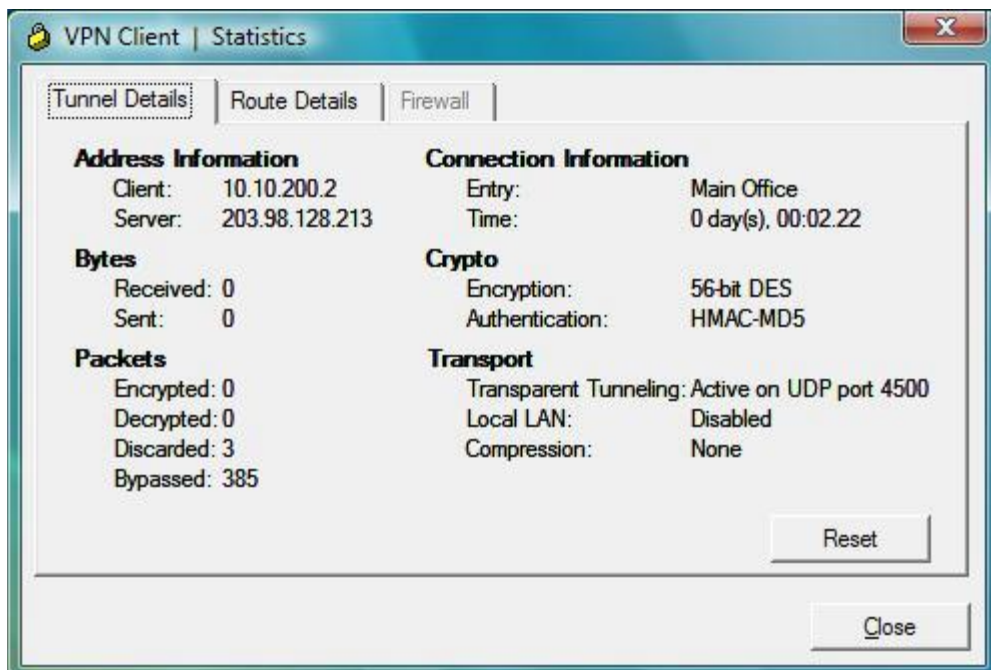 VPN Client | Statistics
Tunnel Details
Route Details
Firewall
Address Information
Client: 10.10.200.2
Server: 203.98.128.213
Connection Information
Entry: Main Office
Time: 0 day(s), 00:02.22
Bytes
Received: 0
Sent: 0
Crypto
Encryption: 56-bit DES
Authentication: HMAC-MD5
Packets
Encrypted: 0
Decrypted: 0
Discarded: 3
Bypassed: 385
Transport
Transparent Tunneling: Active on UDP port 4500
Local LAN: Disabled
Compression: None
Reset
Close